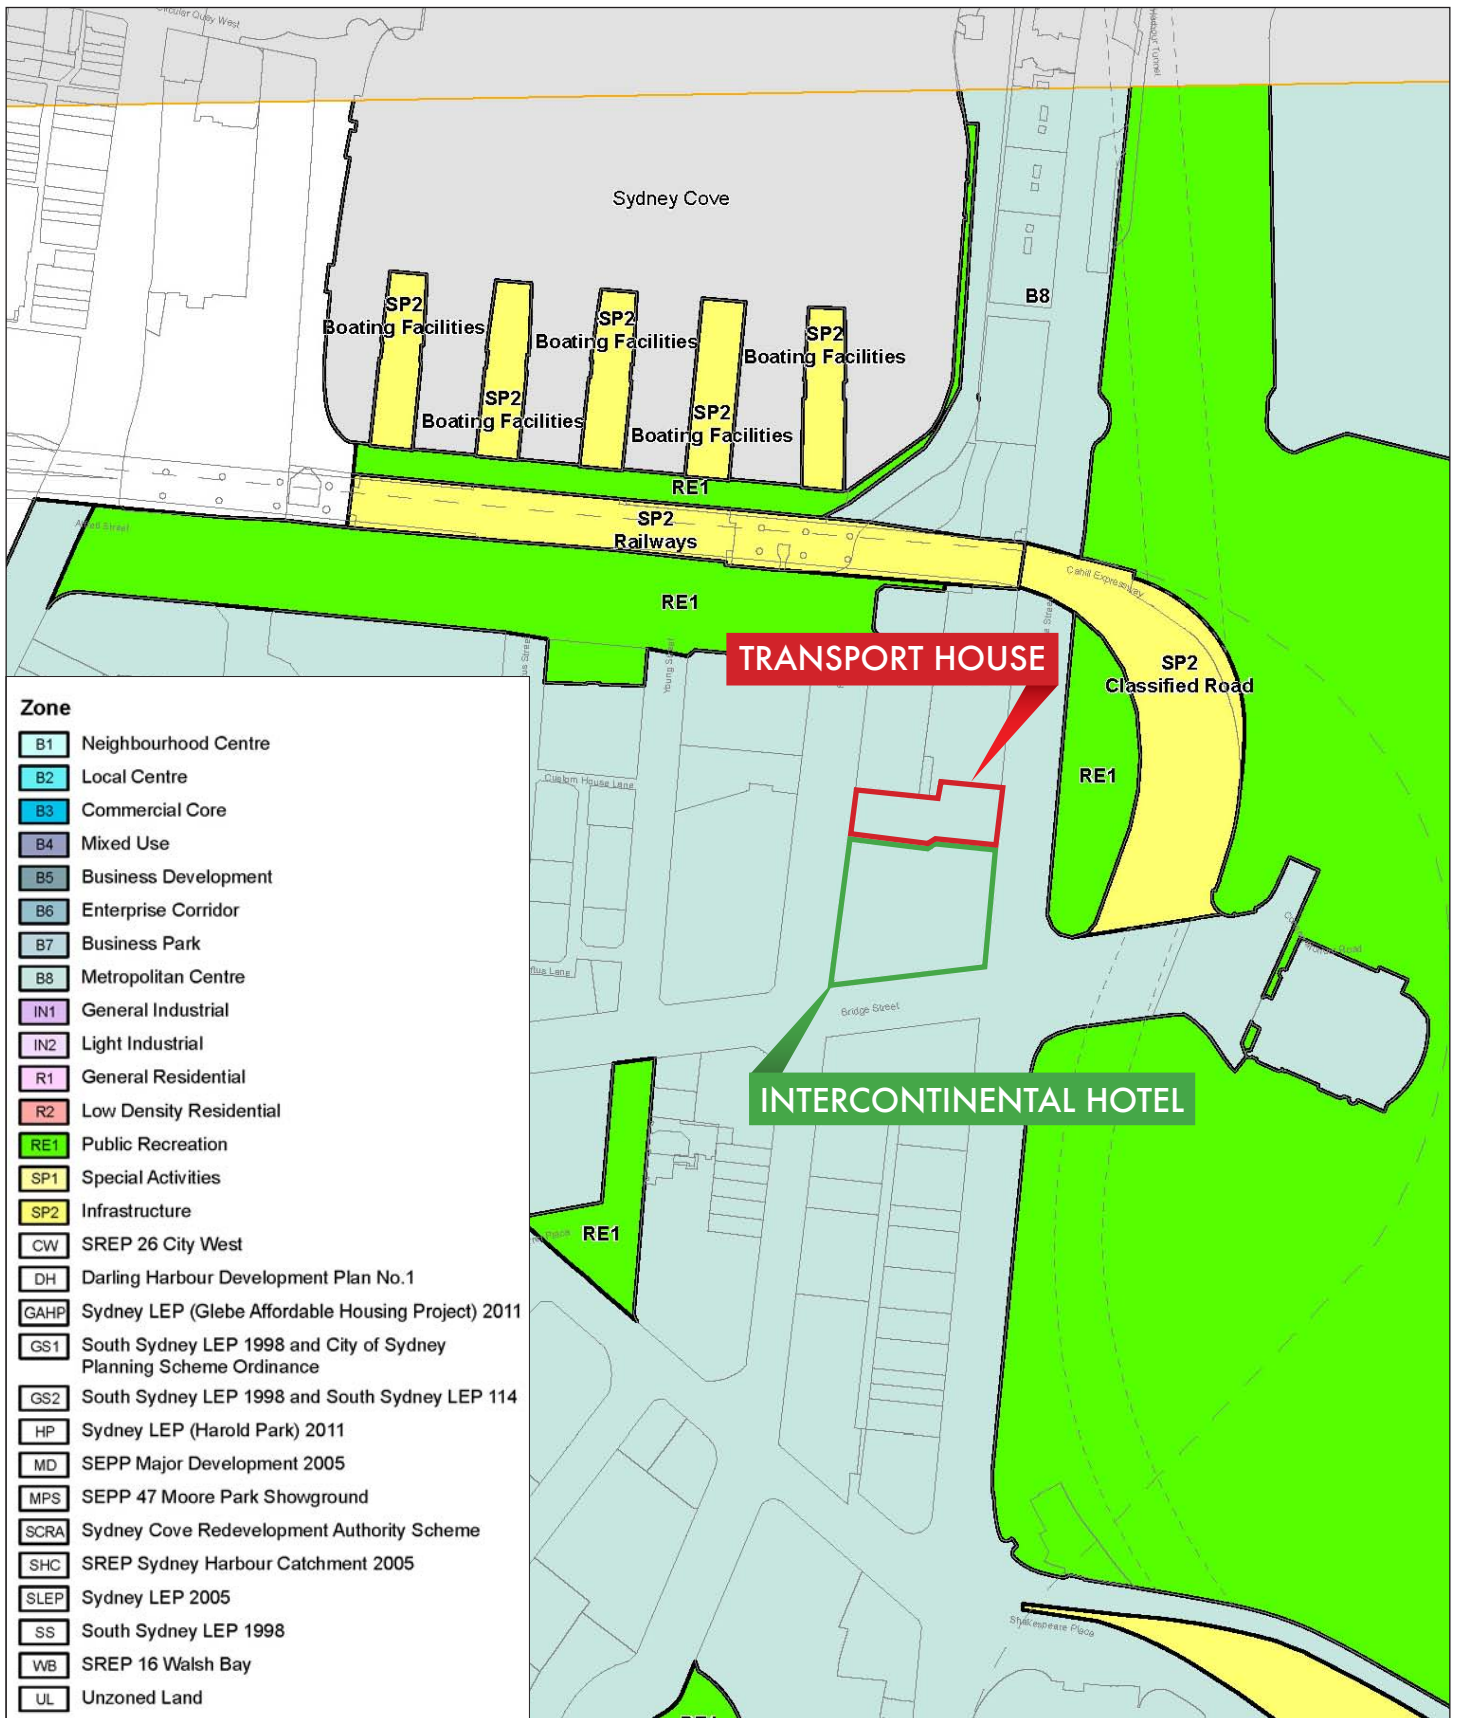 Circular Quay West
Harbour Tunnel
Sydney Cove
B8
SP2
Boating Facilities
SP2
Boating Facilities
SP2
Boating Facilities
SP2
Boating Facilities
SP2
Boating Facilities
RE1
SP2
Railways
Alfred Street
Cahill Expressway
RE1
Young Street
TRANSPORT HOUSE
SP2
Classified Road
RE1
Custom House Lane
Bridge Street
INTERCONTINENTAL HOTEL
RE1
Shakespeare Place
Zone
B1 Neighbourhood Centre
B2 Local Centre
B3 Commercial Core
B4 Mixed Use
B5 Business Development
B6 Enterprise Corridor
B7 Business Park
B8 Metropolitan Centre
IN1 General Industrial
IN2 Light Industrial
R1 General Residential
R2 Low Density Residential
RE1 Public Recreation
SP1 Special Activities
SP2 Infrastructure
CW SREP 26 City West
DH Darling Harbour Development Plan No.1
GAHP Sydney LEP (Glebe Affordable Housing Project) 2011
GS1 South Sydney LEP 1998 and City of Sydney
Planning Scheme Ordinance
GS2 South Sydney LEP 1998 and South Sydney LEP 114
HP Sydney LEP (Harold Park) 2011
MD SEPP Major Development 2005
MPS SEPP 47 Moore Park Showground
SCRA Sydney Cove Redevelopment Authority Scheme
SHC SREP Sydney Harbour Catchment 2005
SLEP Sydney LEP 2005
SS South Sydney LEP 1998
WB SREP 16 Walsh Bay
UL Unzoned Land